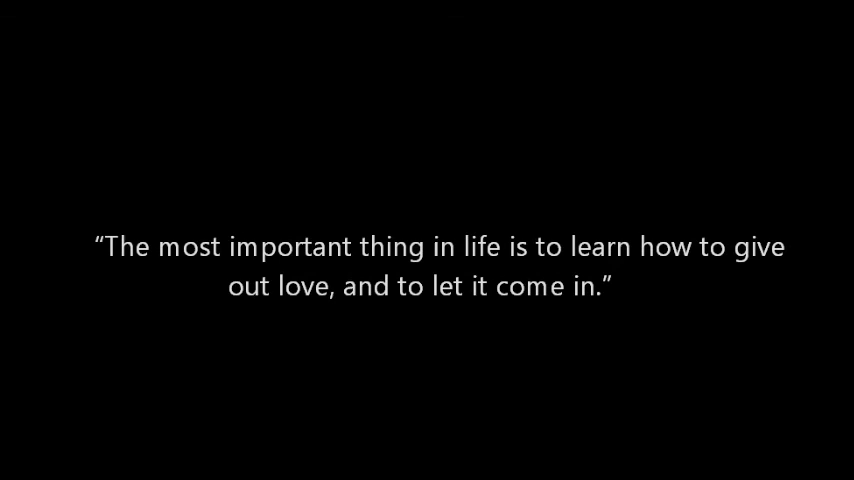 “The most important thing in life is to learn how to give
out love, and to let it come in.”